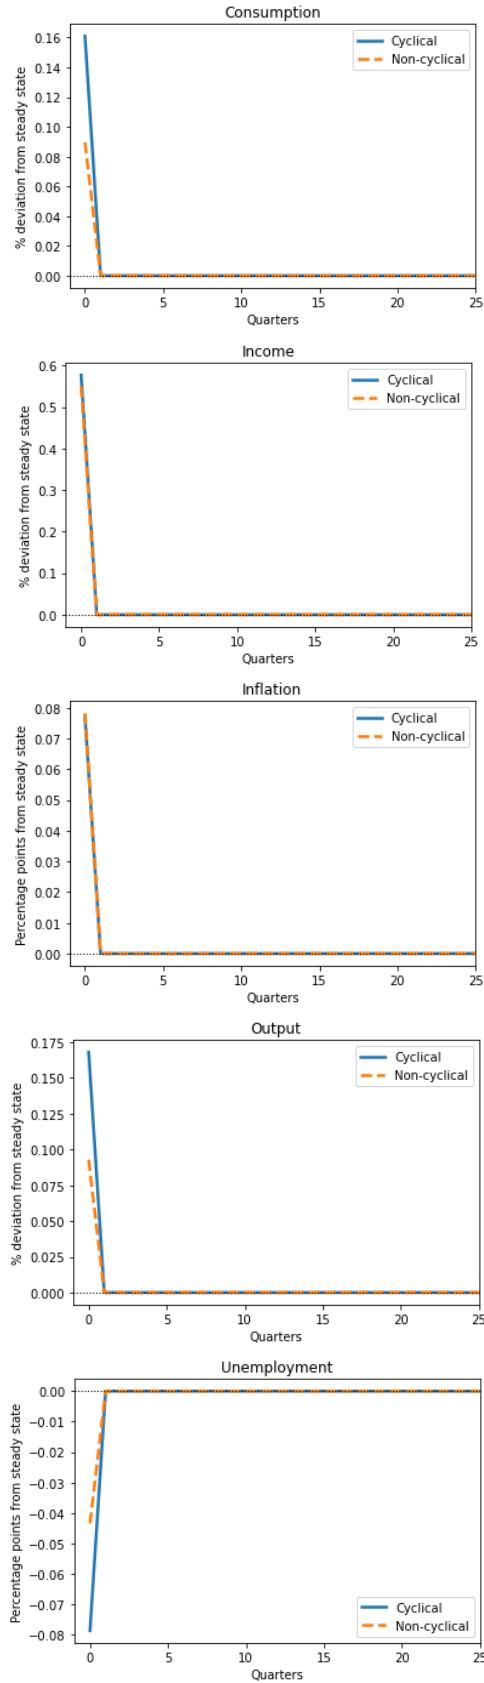 Consumption
0.16
0.14
0.12
0.10
0.08
0.06
0.04
0.02
0.00
% deviation from steady state
Cyclical
Non-cyclical
0 5 10 15 20 25
Quarters
Income
0.6
0.5
0.4
0.3
0.2
0.1
0.0
% deviation from steady state
Cyclical
Non-cyclical
0 5 10 15 20 25
Quarters
Inflation
0.08
0.07
0.06
0.05
0.04
0.03
0.02
0.01
0.00
Percentage points from steady state
Cyclical
Non-cyclical
0 5 10 15 20 25
Quarters
Output
0.175
0.150
0.125
0.100
0.075
0.050
0.025
0.000
% deviation from steady state
Cyclical
Non-cyclical
0 5 10 15 20 25
Quarters
Unemployment
0.00
−0.01
−0.02
−0.03
−0.04
−0.05
−0.06
−0.07
−0.08
Percentage points from steady state
Cyclical
Non-cyclical
0 5 10 15 20 25
Quarters